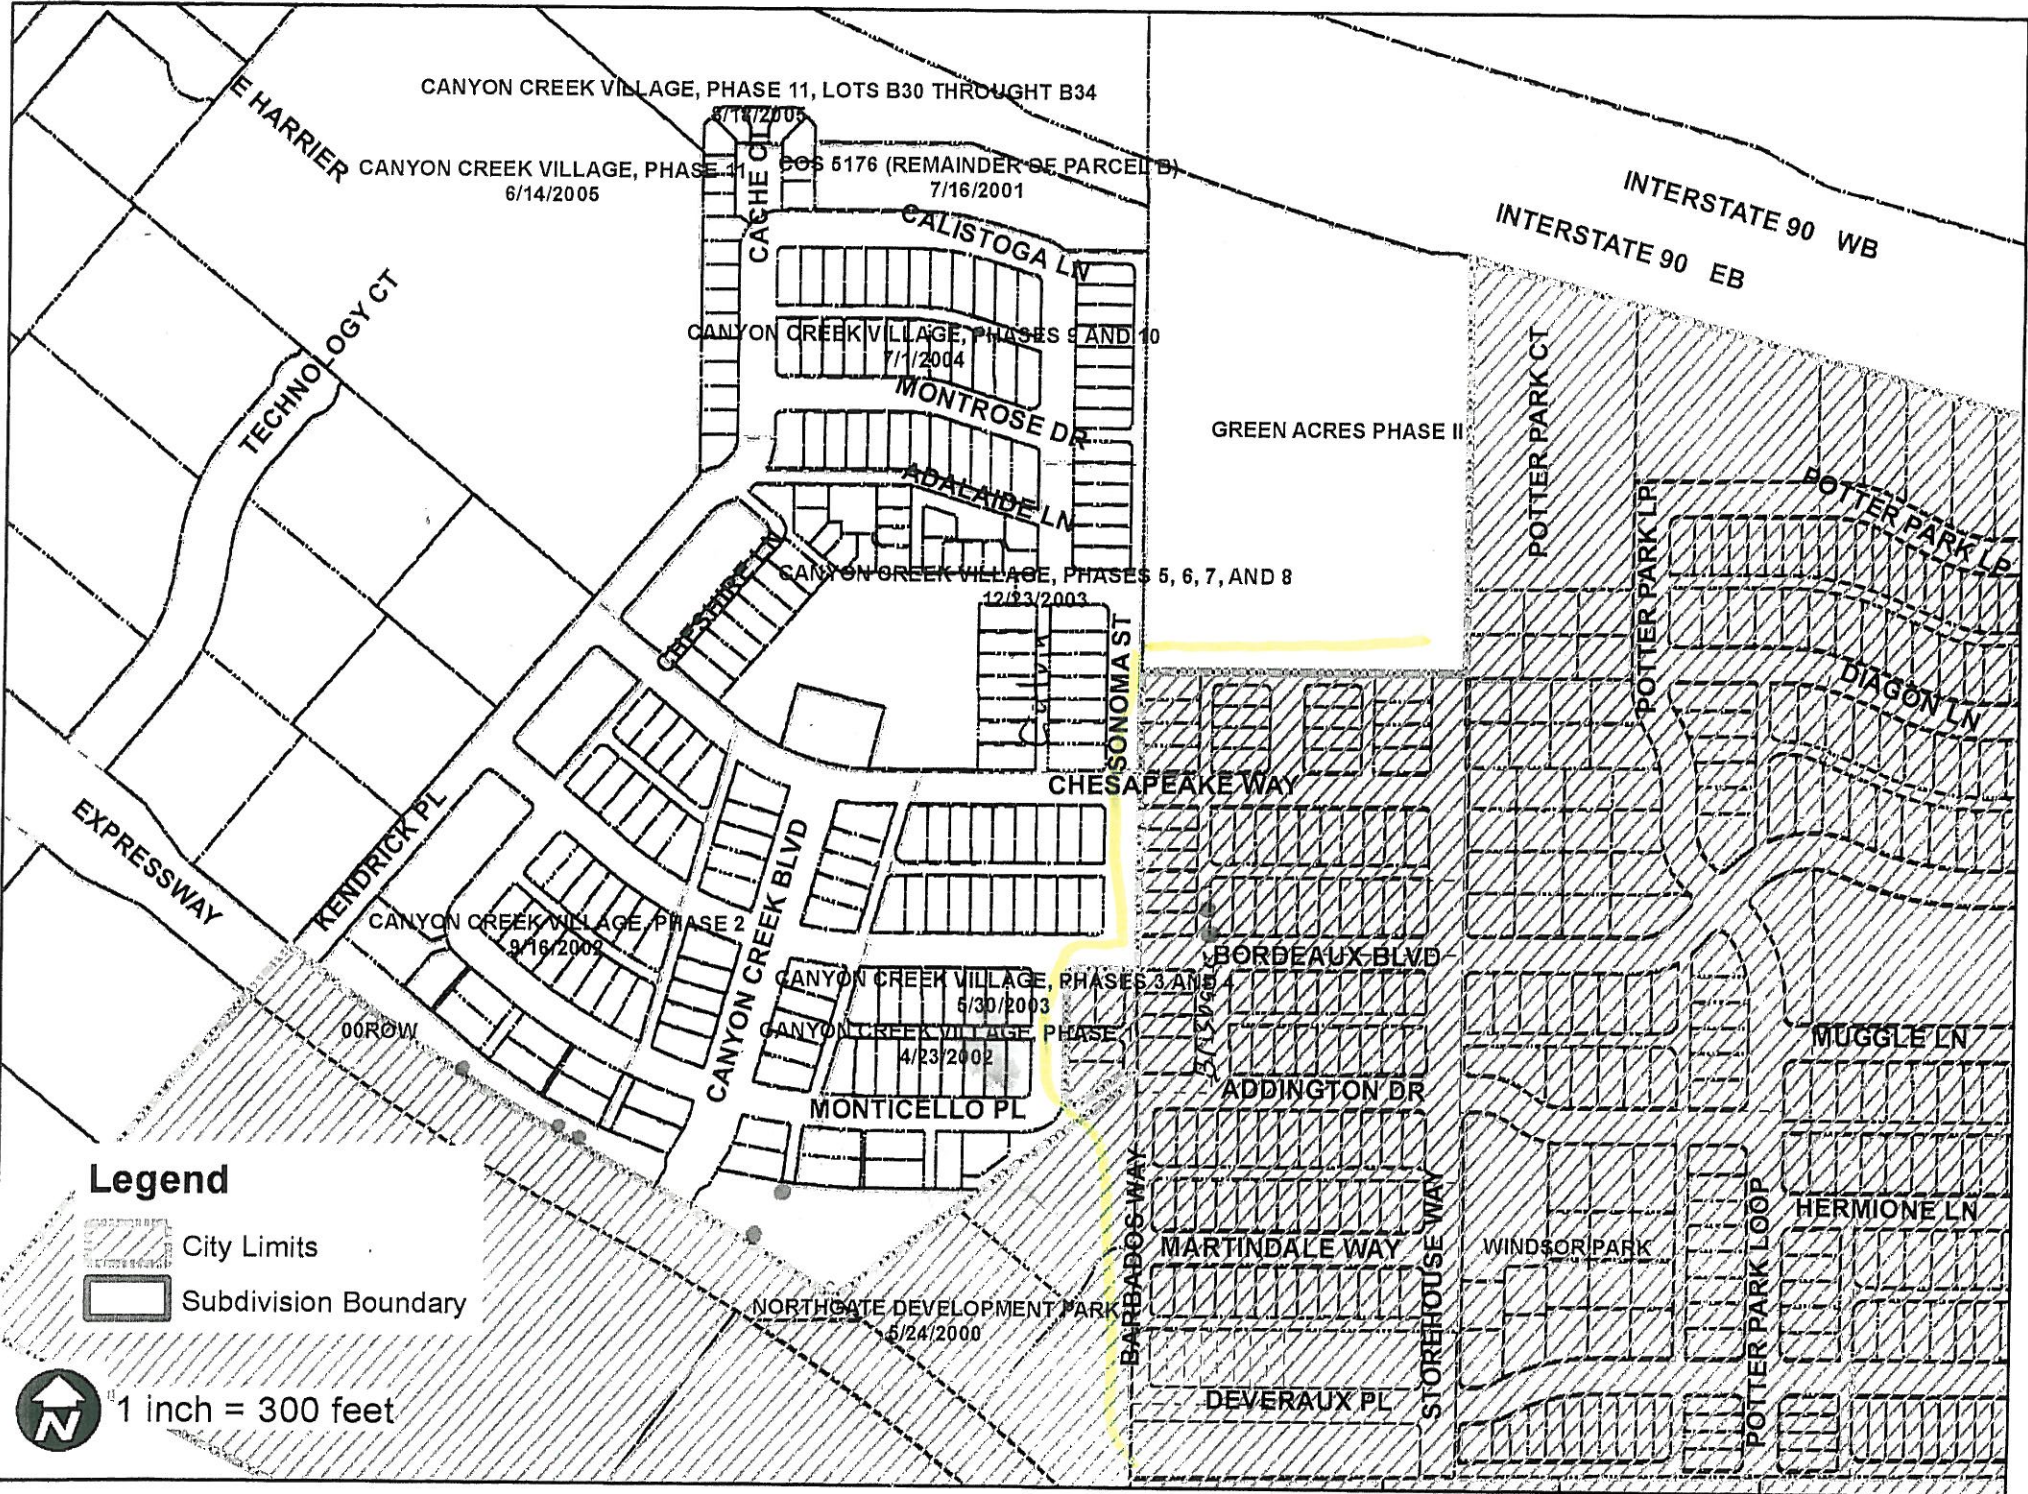 CANYON CREEK VILLAGE, PHASE 11, LOTS B30 THROUGHT B34
8/18/2005
E HARRIER
CANYON CREEK VILLAGE, PHASE 11
6/14/2005
CACHE CT
COS 5176 (REMAINDER OF PARCEL B)
7/16/2001
INTERSTATE 90 WB
INTERSTATE 90 EB
CALISTOGA LN
TECHNOLOGY CT
CANYON CREEK VILLAGE, PHASES 9 AND 10
7/1/2004
MONTROSE DR
GREEN ACRES PHASE II
POTTER PARK CT
ADALAIDE LN
POTTER PARK LP
POTTER PARK LP
CHESHIRE LN
CANYON CREEK VILLAGE, PHASES 5, 6, 7, AND 8
12/23/2003
SONOMA ST
DIAGON LN
CHESAPEAKE WAY
EXPRESSWAY
KENDRICK PL
CANYON CREEK BLVD
CANYON CREEK VILLAGE, PHASE 2
9/16/2002
BORDEAUX BLVD
CANYON CREEK VILLAGE, PHASES 3 AND 4
5/30/2003
00ROW
CANYON CREEK VILLAGE, PHASE 1
4/23/2002
MUGGLE LN
ADDINGTON DR
MONTICELLO PL
BARBADOS WAY
STOREHOUSE WAY
POTTER PARK LOOP
HERMIONE LN
MARTINDALE WAY
WINDSOR PARK
NORTHGATE DEVELOPMENT PARK
5/24/2000
DEVERAUX PL
Legend
City Limits
Subdivision Boundary
N
1 inch = 300 feet